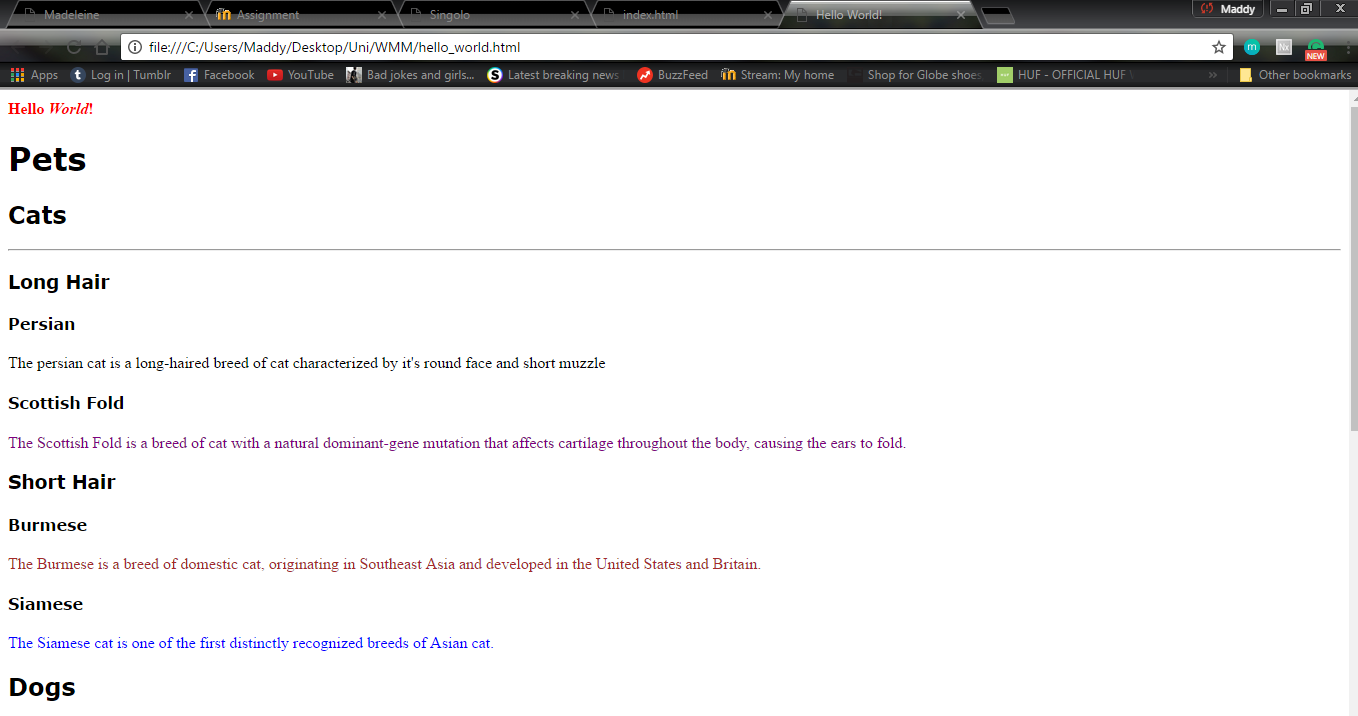 Madeleine
Assignment
Singolo
index.html
Hello World!
Maddy
file:///C:/Users/Maddy/Desktop/Uni/WMM/hello_world.html
m
Nx
NEW
Apps
Log in | Tumblr
Facebook
YouTube
Bad jokes and girls...
Latest breaking news
BuzzFeed
Stream: My home
Shop for Globe shoes
HUF - OFFICIAL HUF
Other bookmarks
Hello World!
Pets
Cats
Long Hair
Persian
The persian cat is a long-haired breed of cat characterized by it's round face and short muzzle
Scottish Fold
The Scottish Fold is a breed of cat with a natural dominant-gene mutation that affects cartilage throughout the body, causing the ears to fold.
Short Hair
Burmese
The Burmese is a breed of domestic cat, originating in Southeast Asia and developed in the United States and Britain.
Siamese
The Siamese cat is one of the first distinctly recognized breeds of Asian cat.
Dogs